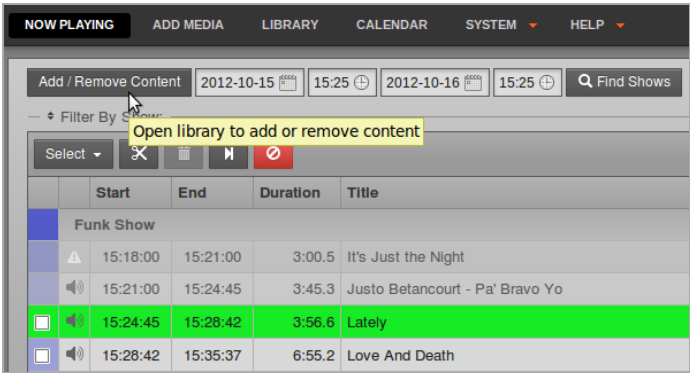 NOW PLAYING ADD MEDIA LIBRARY CALENDAR SYSTEM HELP
Add / Remove Content 2012-10-15 15:25 2012-10-16 15:25 Find Shows
Filter By Show:
Open library to add or remove content
Select
Start End Duration Title
Funk Show
15:18:00 15:21:00 3:00.5 It's Just the Night
15:21:00 15:24:45 3:45.3 Justo Betancourt - Pa' Bravo Yo
15:24:45 15:28:42 3:56.6 Lately
15:28:42 15:35:37 6:55.2 Love And Death